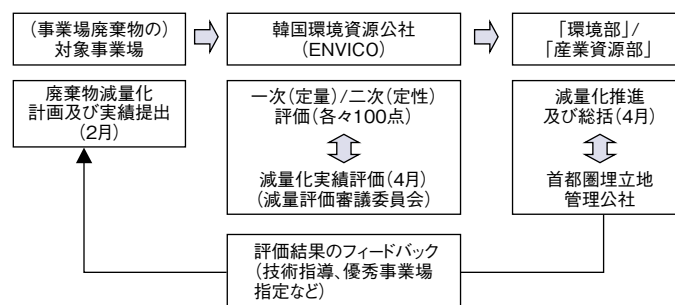 (事業場廃棄物の)
対象事業場
韓国環境資源公社
(ENVICO)
「環境部」/
「産業資源部」
廃棄物減量化
計画及び実績提出
(2月)
一次(定量)/二次(定性)
評価(各々100点)
減量化実績評価(4月)
(減量評価審議委員会)
減量化推進
及び総括(4月)
首都圏埋立地
管理公社
評価結果のフィードバック
(技術指導、優秀事業場
指定など)